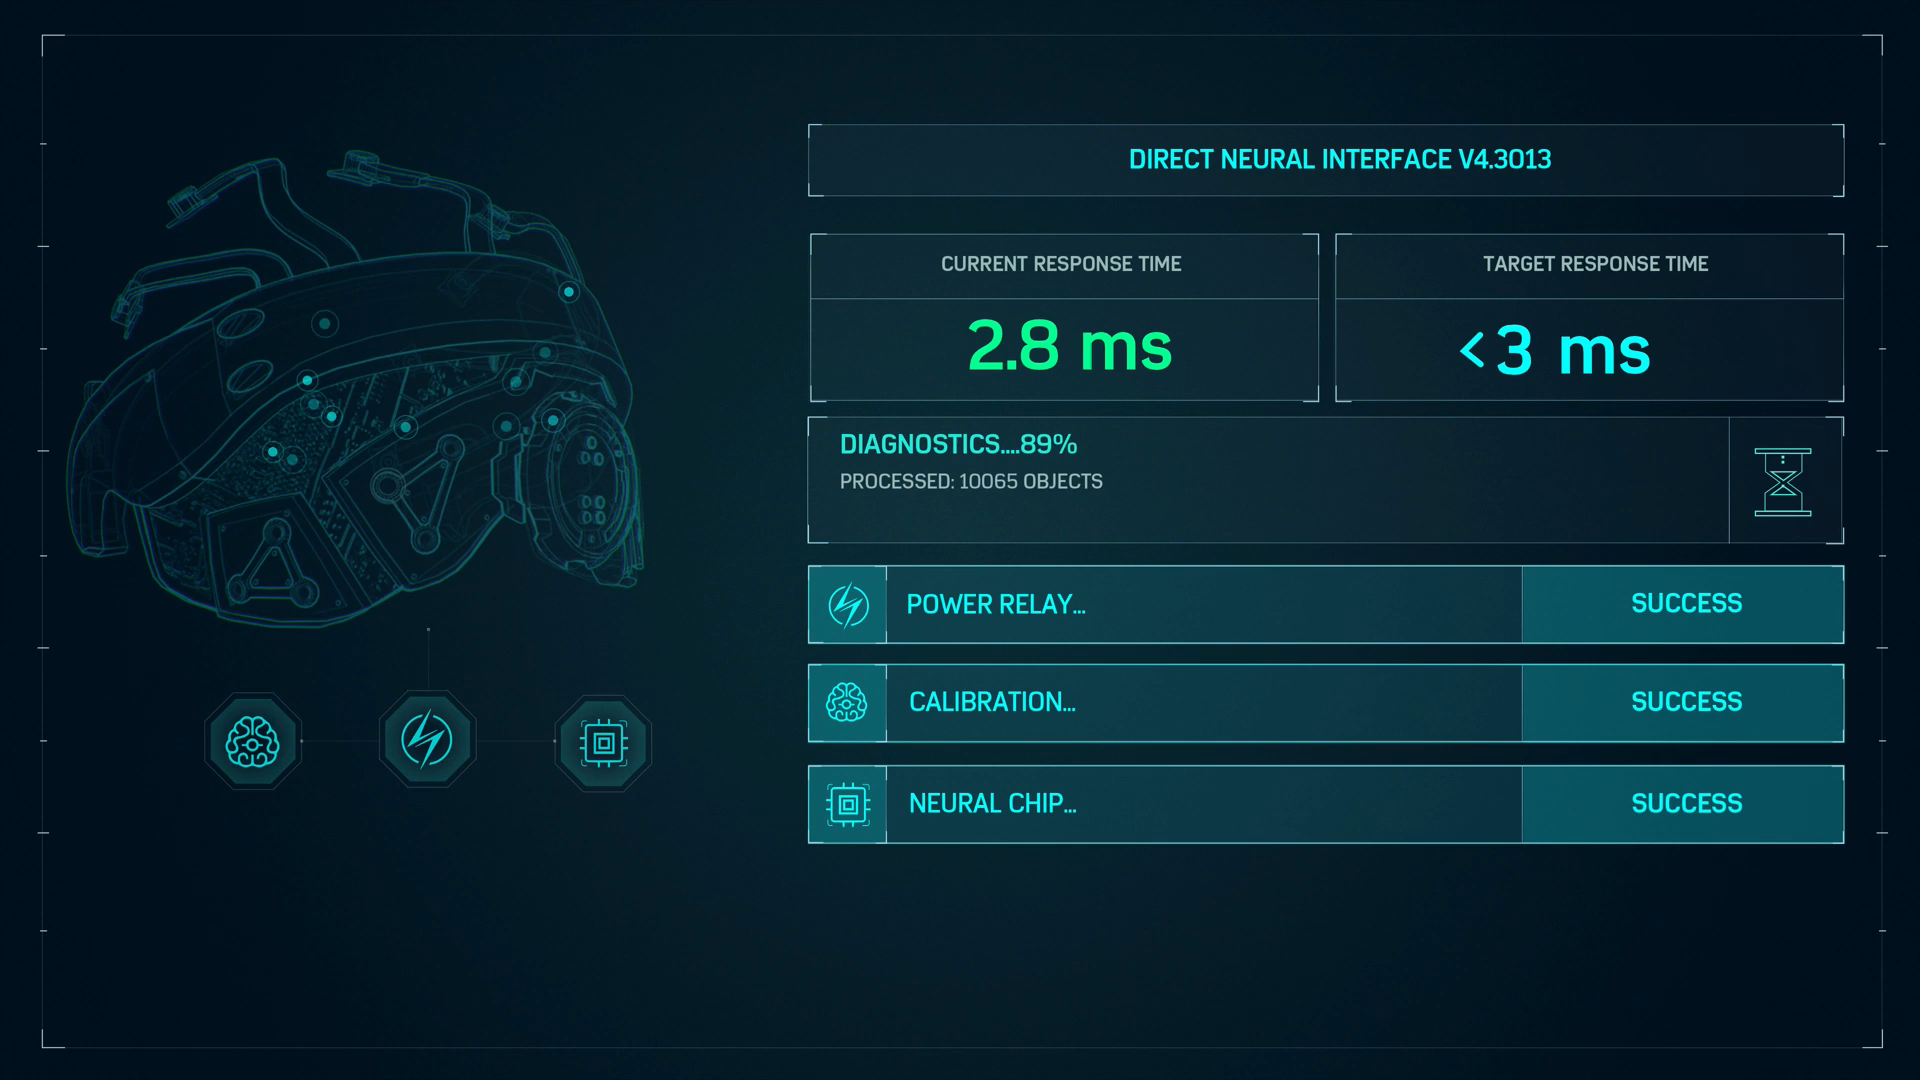 DIRECT NEURAL INTERFACE V4.3013
CURRENT RESPONSE TIME
2.8 ms
TARGET RESPONSE TIME
<3 ms
DIAGNOSTICS....89%
PROCESSED: 10065 OBJECTS
POWER RELAY...
SUCCESS
CALIBRATION...
SUCCESS
NEURAL CHIP...
SUCCESS